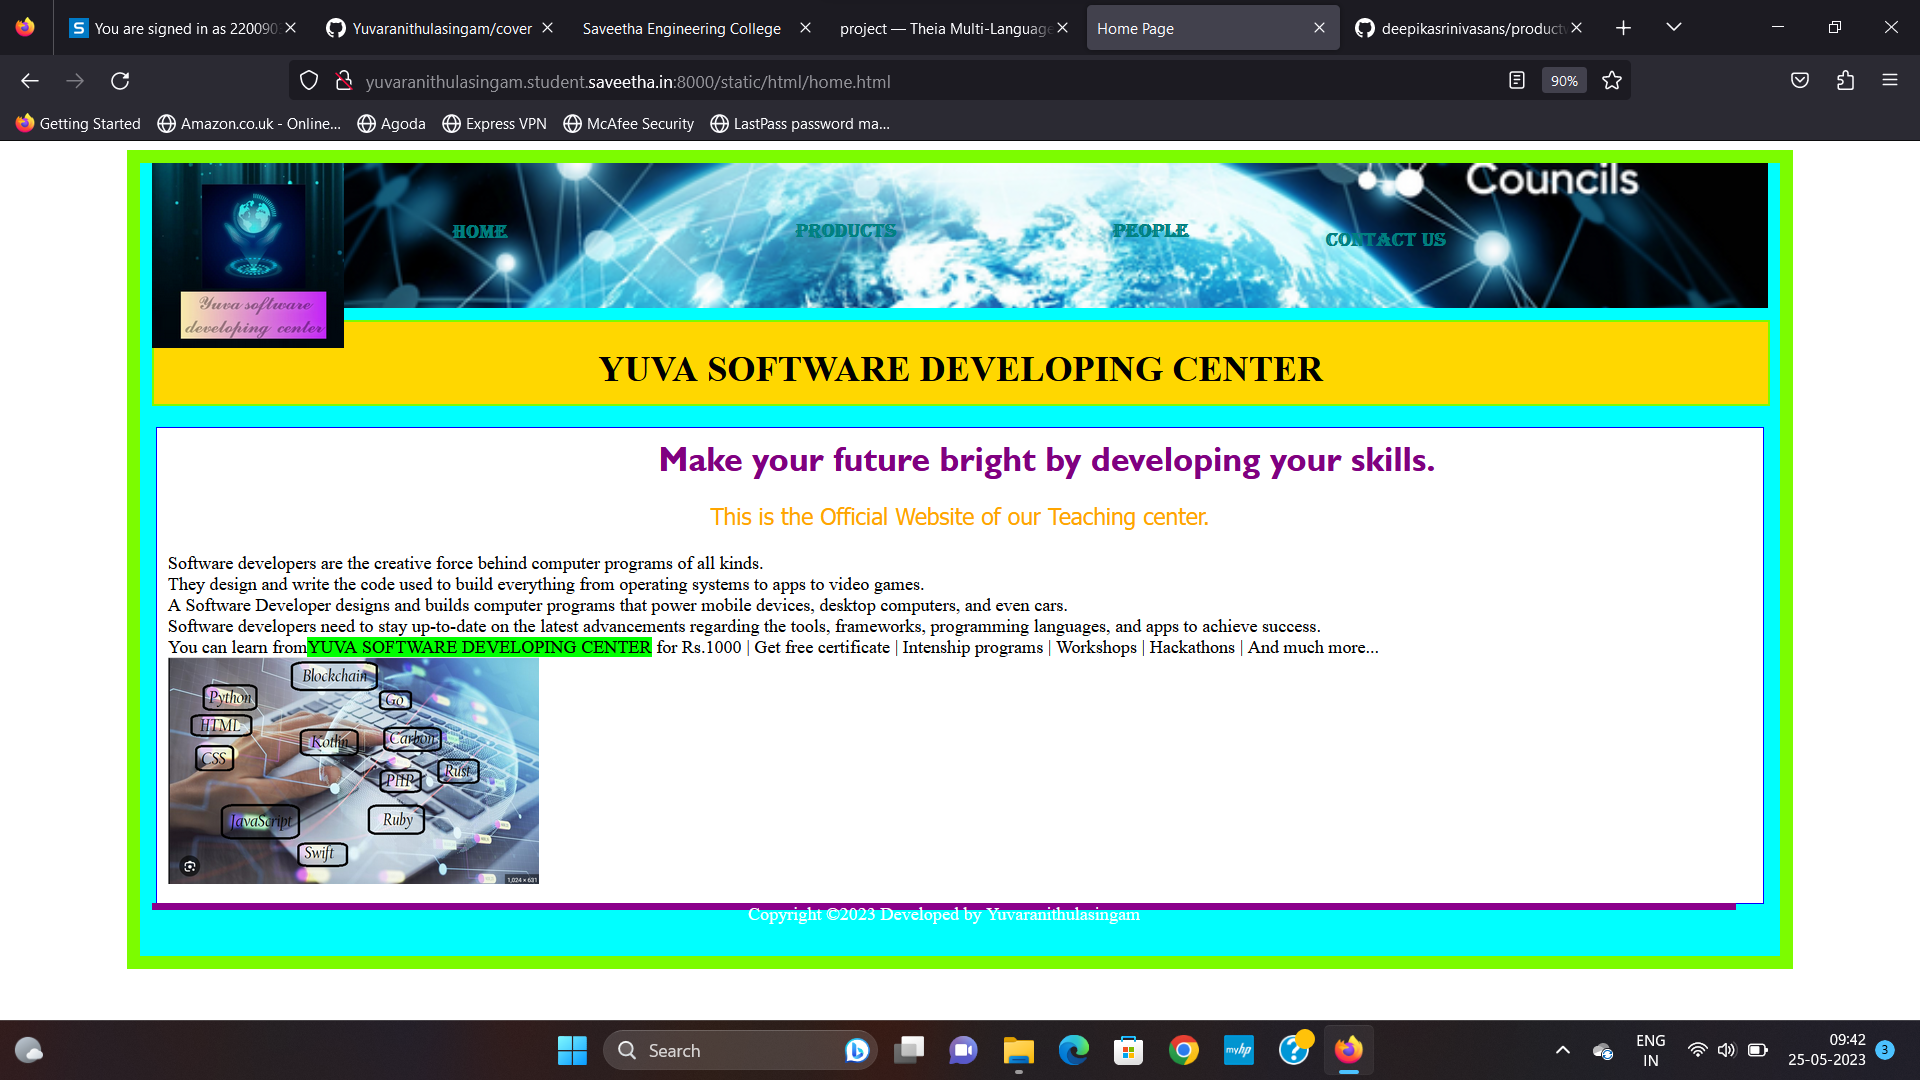 You are signed in as 220090
Yuvaranithulasingam/cover
Saveetha Engineering College
project — Theia Multi-Language
Home Page
deepikasrinivasans/product
yuvaranithulasingam.student.saveetha.in:8000/static/html/home.html
90%
Getting Started
Amazon.co.uk - Online...
Agoda
Express VPN
McAfee Security
LastPass password ma...
Councils
HOME
PRODUCTS
PEOPLE
CONTACT US
Yuva software
developing center
YUVA SOFTWARE DEVELOPING CENTER
Make your future bright by developing your skills.
This is the Official Website of our Teaching center.
Software developers are the creative force behind computer programs of all kinds.
They design and write the code used to build everything from operating systems to apps to video games.
A Software Developer designs and builds computer programs that power mobile devices, desktop computers, and even cars.
Software developers need to stay up-to-date on the latest advancements regarding the tools, frameworks, programming languages, and apps to achieve success.
You can learn fromYUVA SOFTWARE DEVELOPING CENTER for Rs.1000 | Get free certificate | Intenship programs | Workshops | Hackathons | And much more...
Blockchain
Python
Go
HTML
Kotlin
Carbon
CSS
Rust
PHP
JavaScript
Ruby
Swift
1,024 × 631
Copyright ©2023 Developed by Yuvaranithulasingam
Search
myhp
ENG
IN
09:42
25-05-2023
3